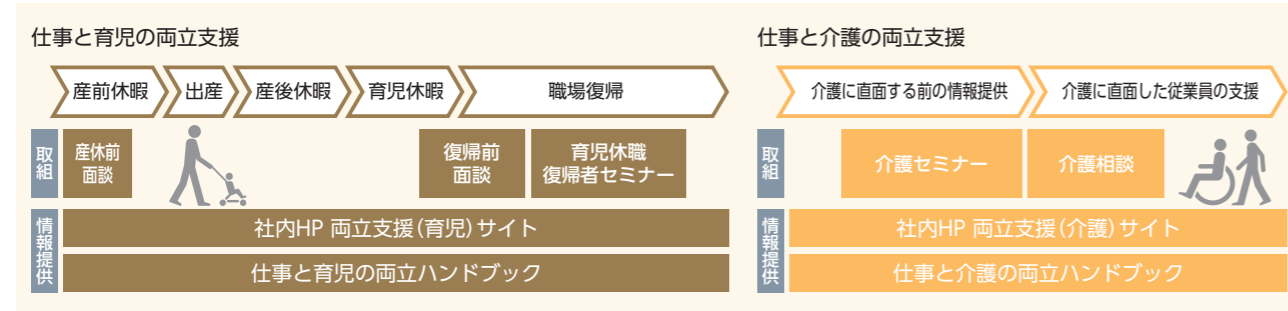 仕事と育児の両立支援
産前休暇
出産
産後休暇
育児休暇
職場復帰
取組
産休前
面談
復帰前
面談
育児休職
復帰者セミナー
情報提供
社内HP 両立支援(育児)サイト
仕事と育児の両立ハンドブック
仕事と介護の両立支援
介護に直面する前の情報提供
介護に直面した従業員の支援
取組
介護セミナー
介護相談
情報提供
社内HP 両立支援(介護)サイト
仕事と介護の両立ハンドブック